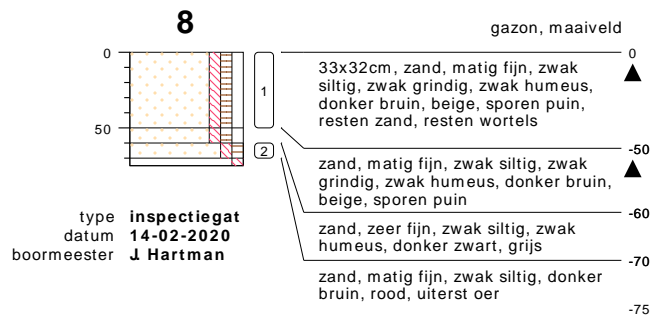 8
gazon, maaiveld
0
0
33x32cm, zand, matig fijn, zwak
siltig, zwak grindig, zwak humeus,
donker bruin, beige, sporen puin,
resten zand, resten wortels
1
50
-50
2
zand, matig fijn, zwak siltig, zwak
grindig, zwak humeus, donker bruin,
beige, sporen puin
-60
zand, zeer fijn, zwak siltig, zwak
humeus, donker zwart, grijs
-70
zand, matig fijn, zwak siltig, donker
bruin, rood, uiterst oer
-75
type inspectiegat
datum 14-02-2020
boormeester J. Hartman